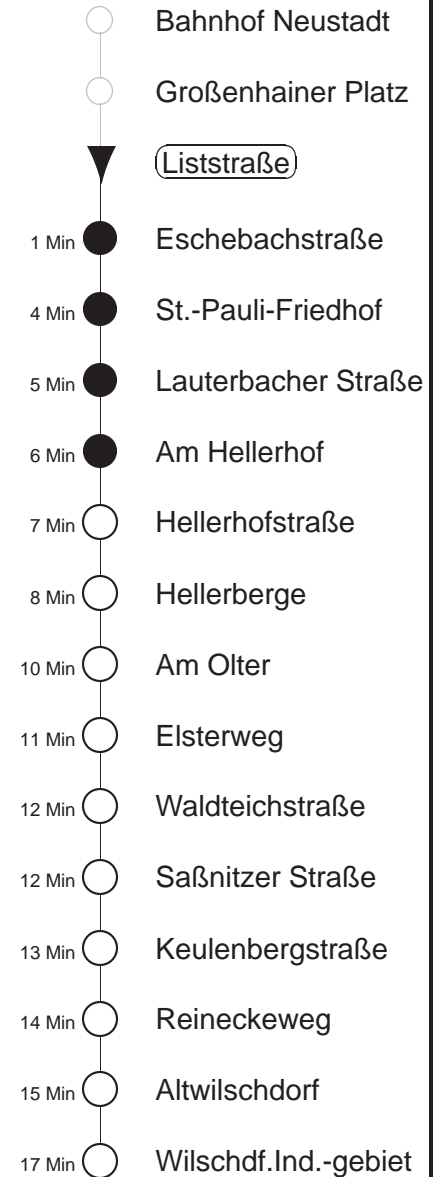 Bahnhof Neustadt
Großenhainer Platz
Liststraße
1 Min Eschebachstraße
4 Min St.-Pauli-Friedhof
5 Min Lauterbacher Straße
6 Min Am Hellerhof
7 Min Hellerhofstraße
8 Min Hellerberge
10 Min Am Olter
11 Min Elsterweg
12 Min Waldteichstraße
12 Min Saßnitzer Straße
13 Min Keulenbergstraße
14 Min Reineckeweg
15 Min Altwilschdorf
17 Min Wilschdf.Ind.-gebiet